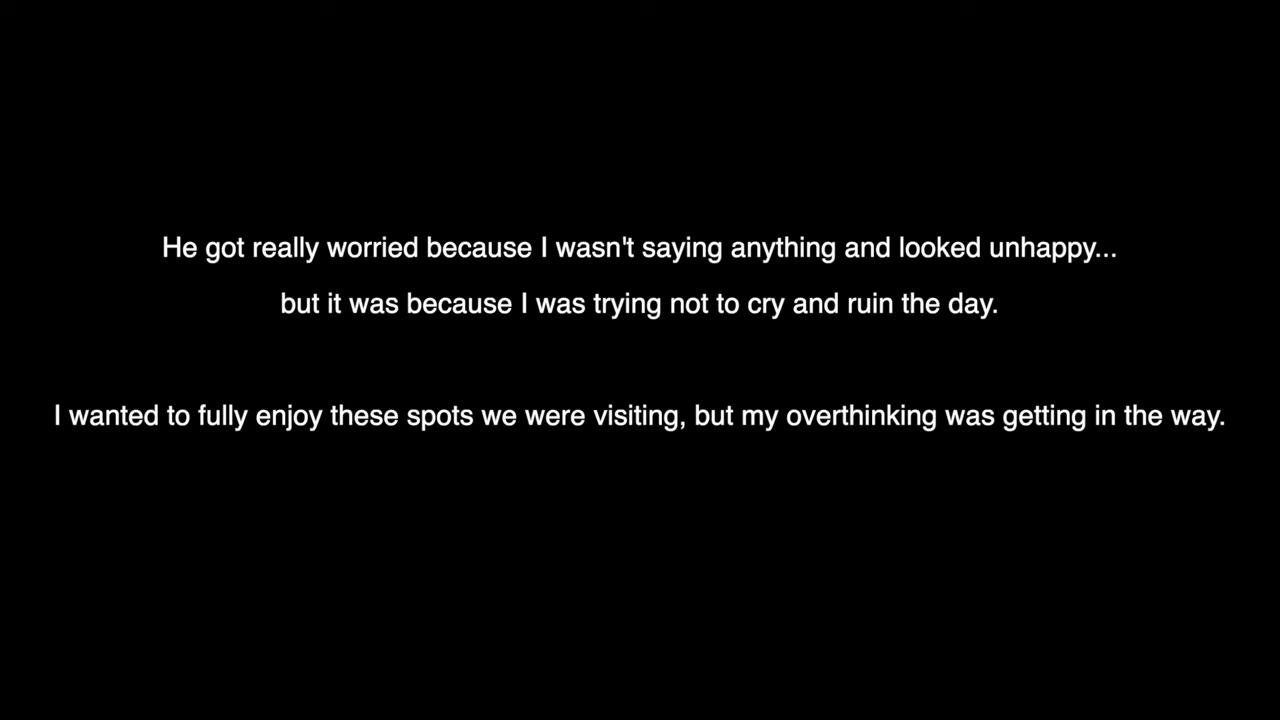 He got really worried because I wasn't saying anything and looked unhappy...
but it was because I was trying not to cry and ruin the day.
I wanted to fully enjoy these spots we were visiting, but my overthinking was getting in the way.